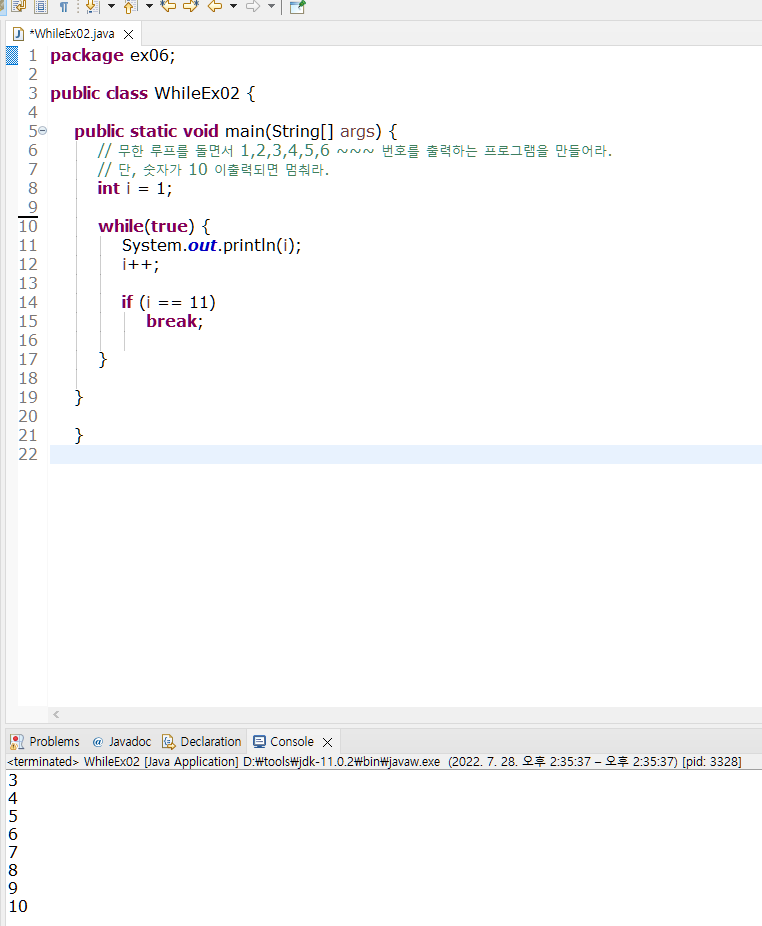 *WhileEx02.java
1 package ex06;
2
3 public class WhileEx02 {
4
5 public static void main(String[] args) {
6 // 무한 루프를 돌면서 1,2,3,4,5,6 ~~~ 번호를 출력하는 프로그램을 만들어라.
7 // 단, 숫자가 10 이출력되면 멈춰라.
8 int i = 1;
9
10 while(true) {
11 System.out.println(i);
12 i++;
13
14 if (i == 11)
15 break;
16
17 }
18
19 }
20
21 }
22
Problems @ Javadoc Declaration Console
<terminated> WhileEx02 [Java Application] D:₩tools₩jdk-11.0.2₩bin₩javaw.exe (2022. 7. 28. 오후 2:35:37 – 오후 2:35:37) [pid: 3328]
3
4
5
6
7
8
9
10